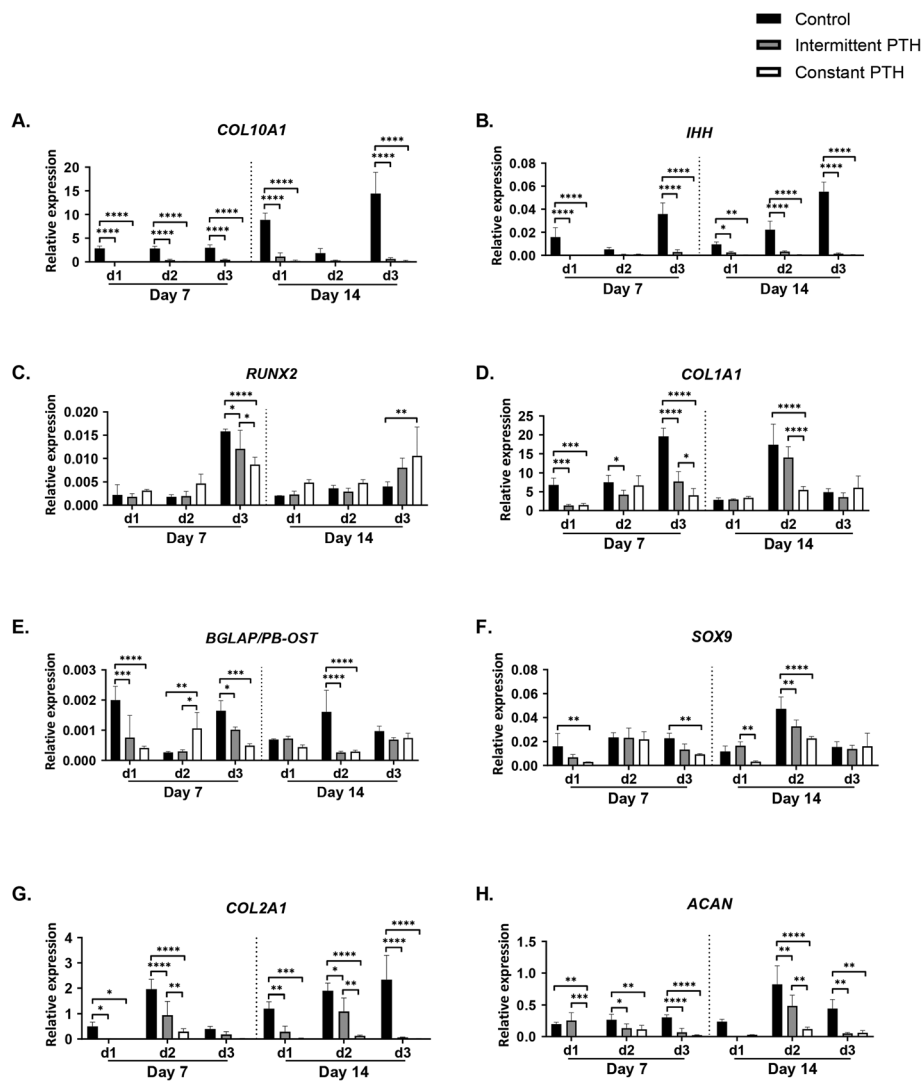 Control
Intermittent PTH
Constant PTH
A.
COL10A1
Relative expression
20
15
10
5
0
**** **** **** **** **** **** **** **** **** ****
d1 d2 d3 d1 d2 d3
Day 7 Day 14
B.
IHH
Relative expression
0.08
0.06
0.04
0.02
0.00
**** **** **** **** * ** **** **** **** ****
d1 d2 d3 d1 d2 d3
Day 7 Day 14
C.
RUNX2
Relative expression
0.020
0.015
0.010
0.005
0.000
**** * * **
d1 d2 d3 d1 d2 d3
Day 7 Day 14
D.
COL1A1
Relative expression
25
20
15
10
5
0
*** *** * **** **** * **** ****
d1 d2 d3 d1 d2 d3
Day 7 Day 14
E.
BGLAP/PB-OST
Relative expression
0.003
0.002
0.001
0.000
**** *** ** * *** * **** ****
d1 d2 d3 d1 d2 d3
Day 7 Day 14
F.
SOX9
Relative expression
0.08
0.06
0.04
0.02
0.00
** ** ** **** **
d1 d2 d3 d1 d2 d3
Day 7 Day 14
G.
COL2A1
Relative expression
4
3
2
1
0
* * **** **** ** *** ** **** * ** **** ****
d1 d2 d3 d1 d2 d3
Day 7 Day 14
H.
ACAN
Relative expression
1.5
1.0
0.5
0.0
** *** ** * **** **** **** ** ** ** **
d1 d2 d3 d1 d2 d3
Day 7 Day 14